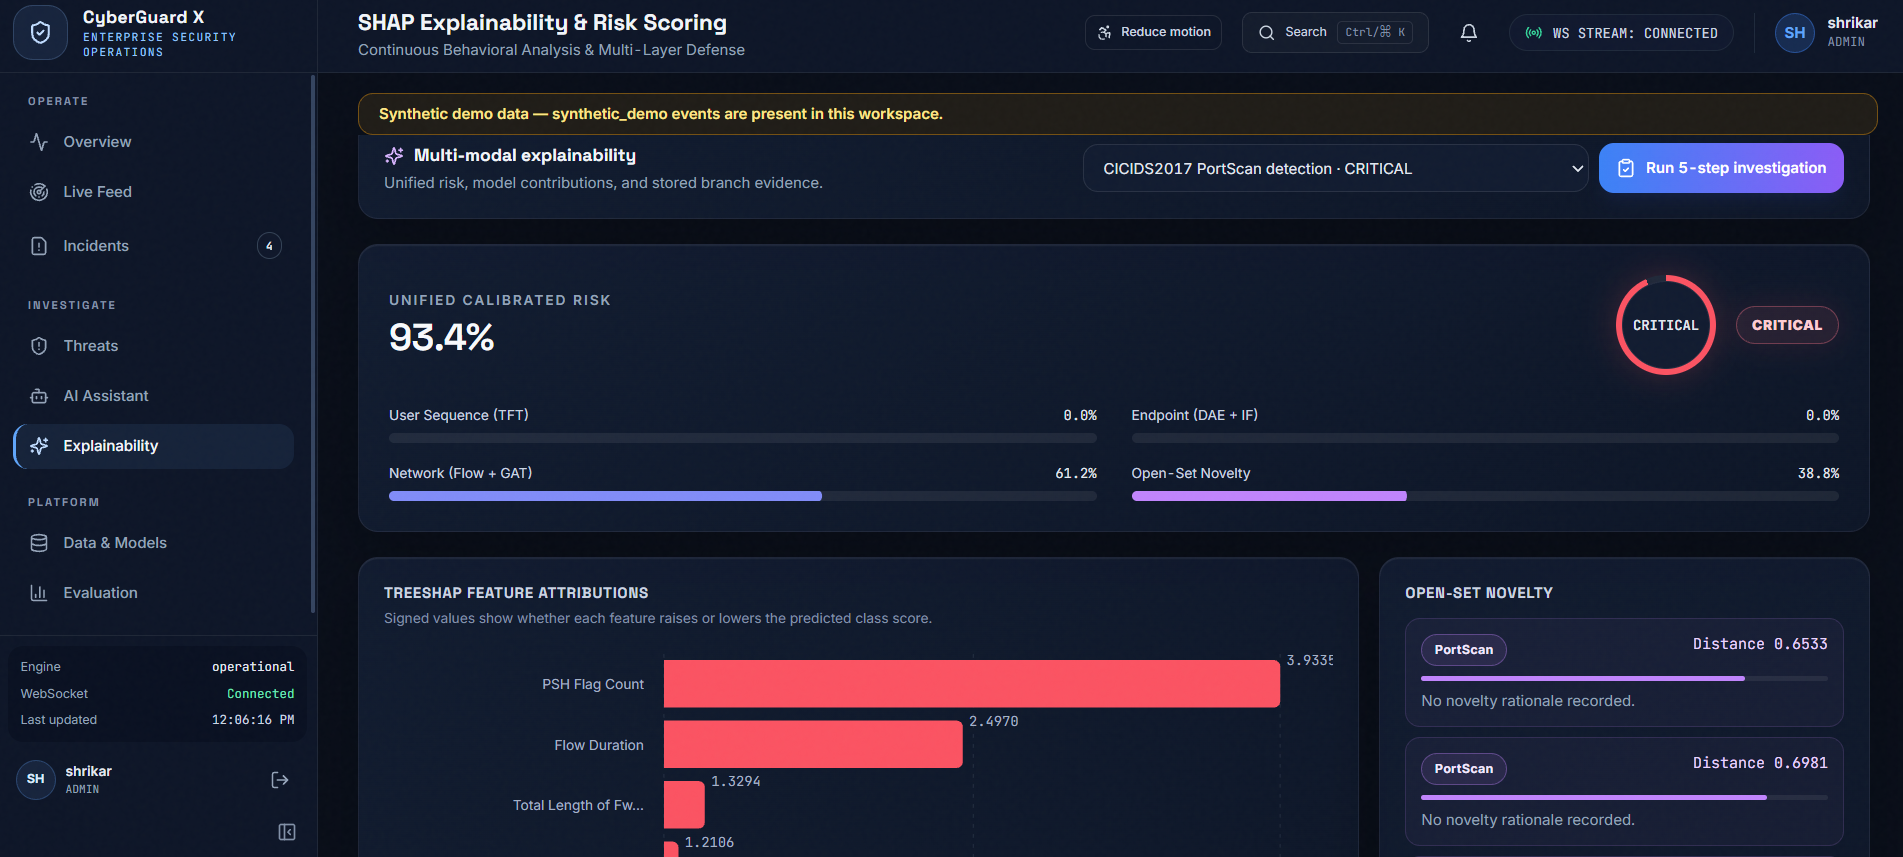 CyberGuard X
ENTERPRISE SECURITY
OPERATIONS
SHAP Explainability & Risk Scoring
Continuous Behavioral Analysis & Multi-Layer Defense
Reduce motion
Search Ctrl/⌘ K
WS STREAM: CONNECTED
SH
shrikar
ADMIN
OPERATE
Overview
Live Feed
Incidents 4
INVESTIGATE
Threats
AI Assistant
Explainability
PLATFORM
Data & Models
Evaluation
Engine operational
WebSocket Connected
Last updated 12:06:16 PM
SH
shrikar
ADMIN
Synthetic demo data — synthetic_demo events are present in this workspace.
Multi-modal explainability
Unified risk, model contributions, and stored branch evidence.
CICIDS2017 PortScan detection · CRITICAL
Run 5-step investigation
UNIFIED CALIBRATED RISK
93.4%
CRITICAL
CRITICAL
User Sequence (TFT) 0.0%
Endpoint (DAE + IF) 0.0%
Network (Flow + GAT) 61.2%
Open-Set Novelty 38.8%
TREESHAP FEATURE ATTRIBUTIONS
Signed values show whether each feature raises or lowers the predicted class score.
PSH Flag Count 3.9335
Flow Duration 2.4970
Total Length of Fw... 1.3294
1.2106
OPEN-SET NOVELTY
PortScan Distance 0.6533
No novelty rationale recorded.
PortScan Distance 0.6981
No novelty rationale recorded.